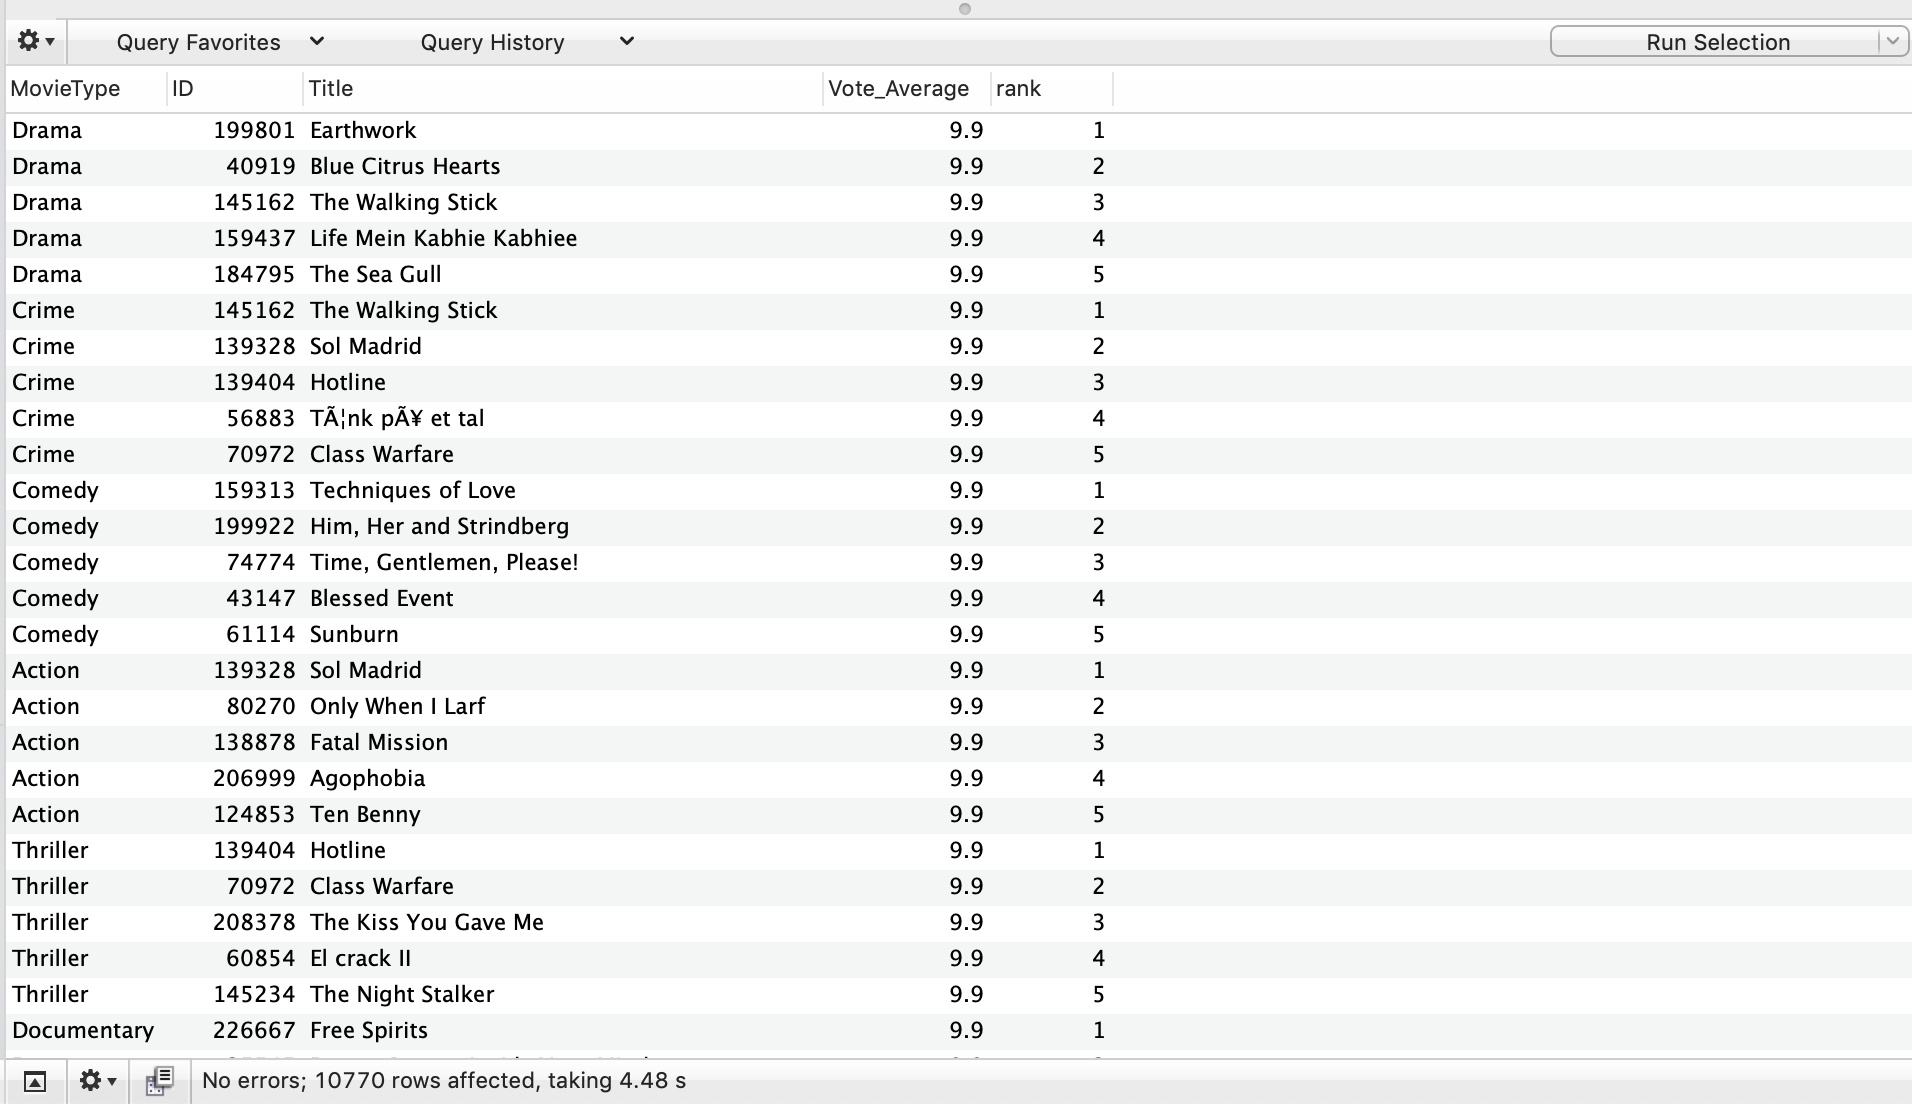 Query Favorites Query History Run Selection
MovieType ID Title Vote_Average rank
Drama 199801 Earthwork 9.9 1
Drama 40919 Blue Citrus Hearts 9.9 2
Drama 145162 The Walking Stick 9.9 3
Drama 159437 Life Mein Kabhie Kabhiee 9.9 4
Drama 184795 The Sea Gull 9.9 5
Crime 145162 The Walking Stick 9.9 1
Crime 139328 Sol Madrid 9.9 2
Crime 139404 Hotline 9.9 3
Crime 56883 TÃ¦nk pÃ¥ et tal 9.9 4
Crime 70972 Class Warfare 9.9 5
Comedy 159313 Techniques of Love 9.9 1
Comedy 199922 Him, Her and Strindberg 9.9 2
Comedy 74774 Time, Gentlemen, Please! 9.9 3
Comedy 43147 Blessed Event 9.9 4
Comedy 61114 Sunburn 9.9 5
Action 139328 Sol Madrid 9.9 1
Action 80270 Only When I Larf 9.9 2
Action 138878 Fatal Mission 9.9 3
Action 206999 Agophobia 9.9 4
Action 124853 Ten Benny 9.9 5
Thriller 139404 Hotline 9.9 1
Thriller 70972 Class Warfare 9.9 2
Thriller 208378 The Kiss You Gave Me 9.9 3
Thriller 60854 El crack II 9.9 4
Thriller 145234 The Night Stalker 9.9 5
Documentary 226667 Free Spirits 9.9 1
No errors; 10770 rows affected, taking 4.48 s